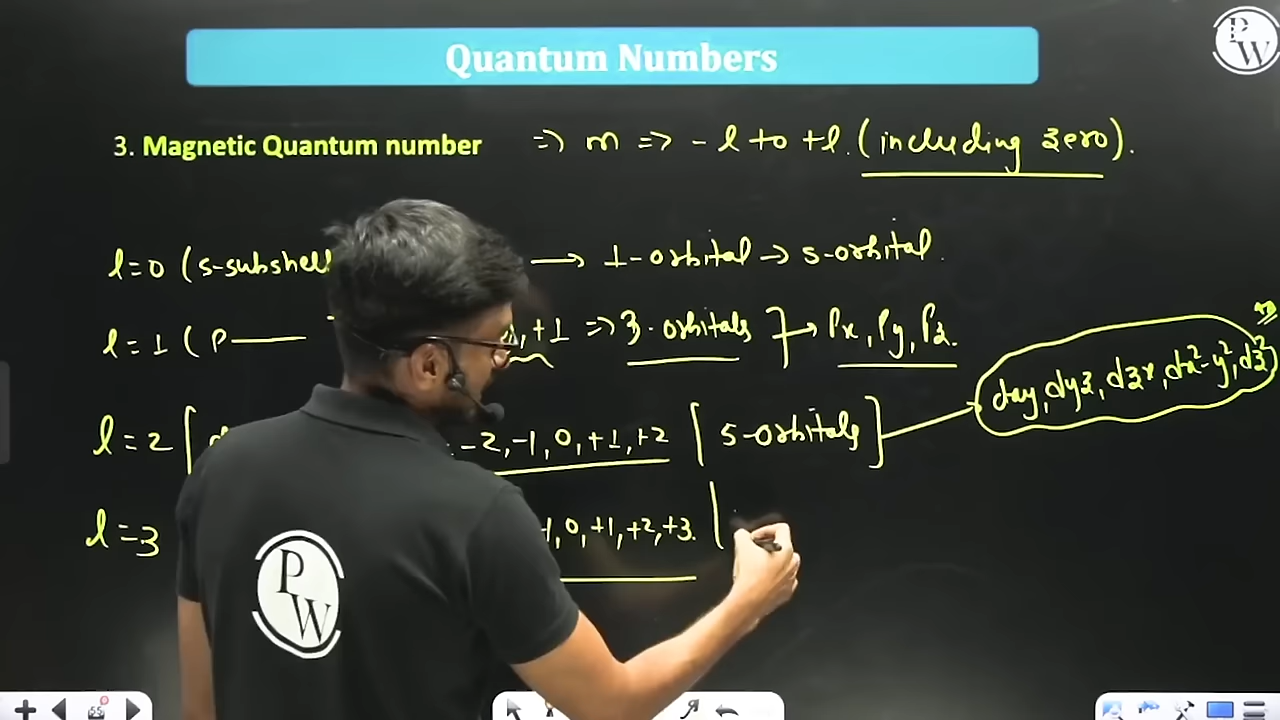 Quantum Numbers
P
W
3. Magnetic Quantum number => m => -l to +l. (including zero).
l=0 (s-subshell → 1-orbital → s-orbital.
l=1 (P ,+1 => 3-orbitals → Px, Py, Pz.
dxy, dyz, dzx, dx²-y², dz²
l=2 [ -2,-1,0,+1,+2 [5-orbitals]
l=3 -1,0,+1,+2,+3.
P
W